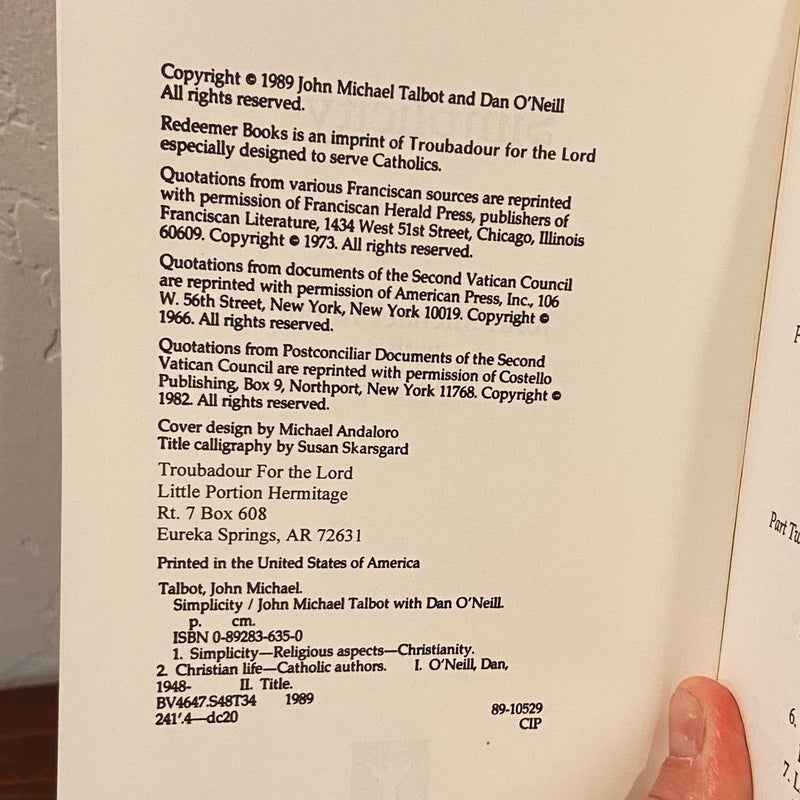 Copyright © 1989 John Michael Talbot and Dan O'Neill
All rights reserved.
Redeemer Books is an imprint of Troubadour for the Lord
especially designed to serve Catholics.
Quotations from various Franciscan sources are reprinted
with permission of Franciscan Herald Press, publishers of
Franciscan Literature, 1434 West 51st Street, Chicago, Illinois
60609. Copyright © 1973. All rights reserved.
Quotations from documents of the Second Vatican Council
are reprinted with permission of American Press, Inc., 106
W. 56th Street, New York, New York 10019. Copyright ©
1966. All rights reserved.
Quotations from Postconciliar Documents of the Second
Vatican Council are reprinted with permission of Costello
Publishing, Box 9, Northport, New York 11768. Copyright ©
1982. All rights reserved.
Cover design by Michael Andaloro
Title calligraphy by Susan Skarsgard
Troubadour For the Lord
Little Portion Hermitage
Rt. 7 Box 608
Eureka Springs, AR 72631
Printed in the United States of America
Talbot, John Michael.
Simplicity / John Michael Talbot with Dan O'Neill.
p. cm.
ISBN 0-89283-635-0
1. Simplicity—Religious aspects—Christianity.
2. Christian life—Catholic authors. I. O'Neill, Dan,
1948- II. Title.
BV4647.S48T34 1989
241'.4—dc20 89-10529
CIP
Part
6.
7.